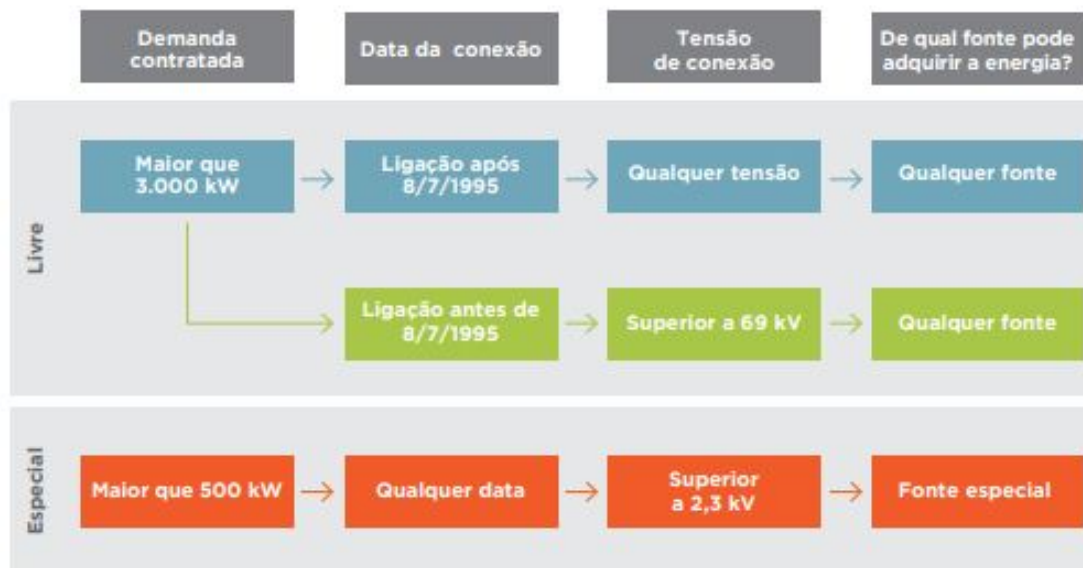 Demanda
contratada
Data da conexão
Tensão
de conexão
De qual fonte pode
adquirir a energia?
Livre
Maior que
3.000 kW
Ligação após
8/7/1995
Qualquer tensão
Qualquer fonte
Ligação antes de
8/7/1995
Superior a 69 kV
Qualquer fonte
Especial
Maior que 500 kW
Qualquer data
Superior
a 2,3 kV
Fonte especial